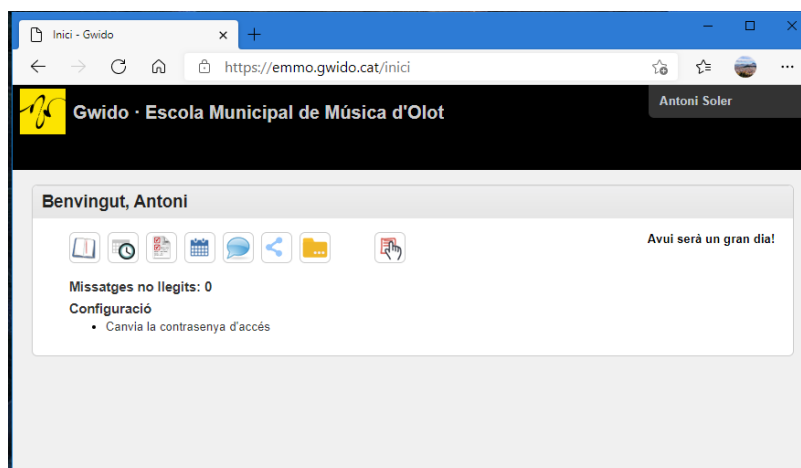 Inici - Gwido
https://emmo.gwido.cat/inici
Gwido · Escola Municipal de Música d'Olot
Antoni Soler
Benvingut, Antoni
Avui serà un gran dia!
Missatges no llegits: 0
Configuració
Canvia la contrasenya d'accés